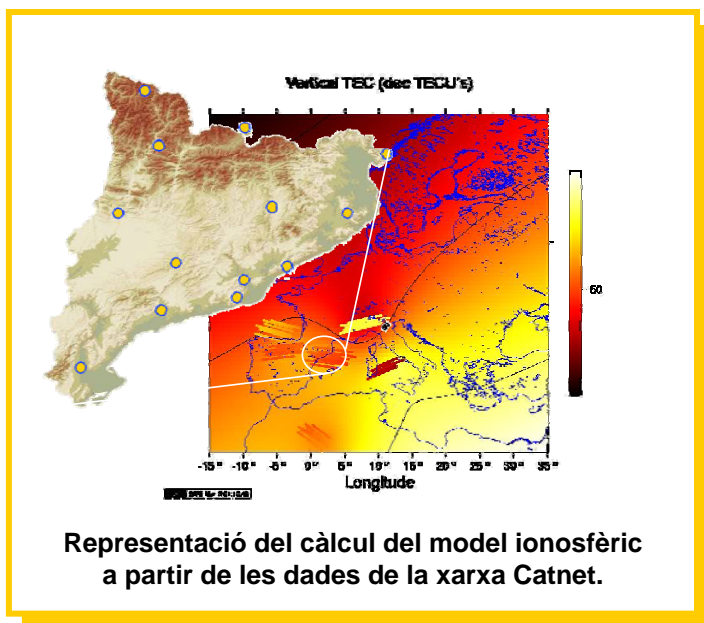 Vertical TEC (dec TECU's)
60
-15° -10° -5° 0° 5° 10° 15° 20° 25° 30° 35°
Longitude
Representació del càlcul del model ionosfèric
a partir de les dades de la xarxa Catnet.